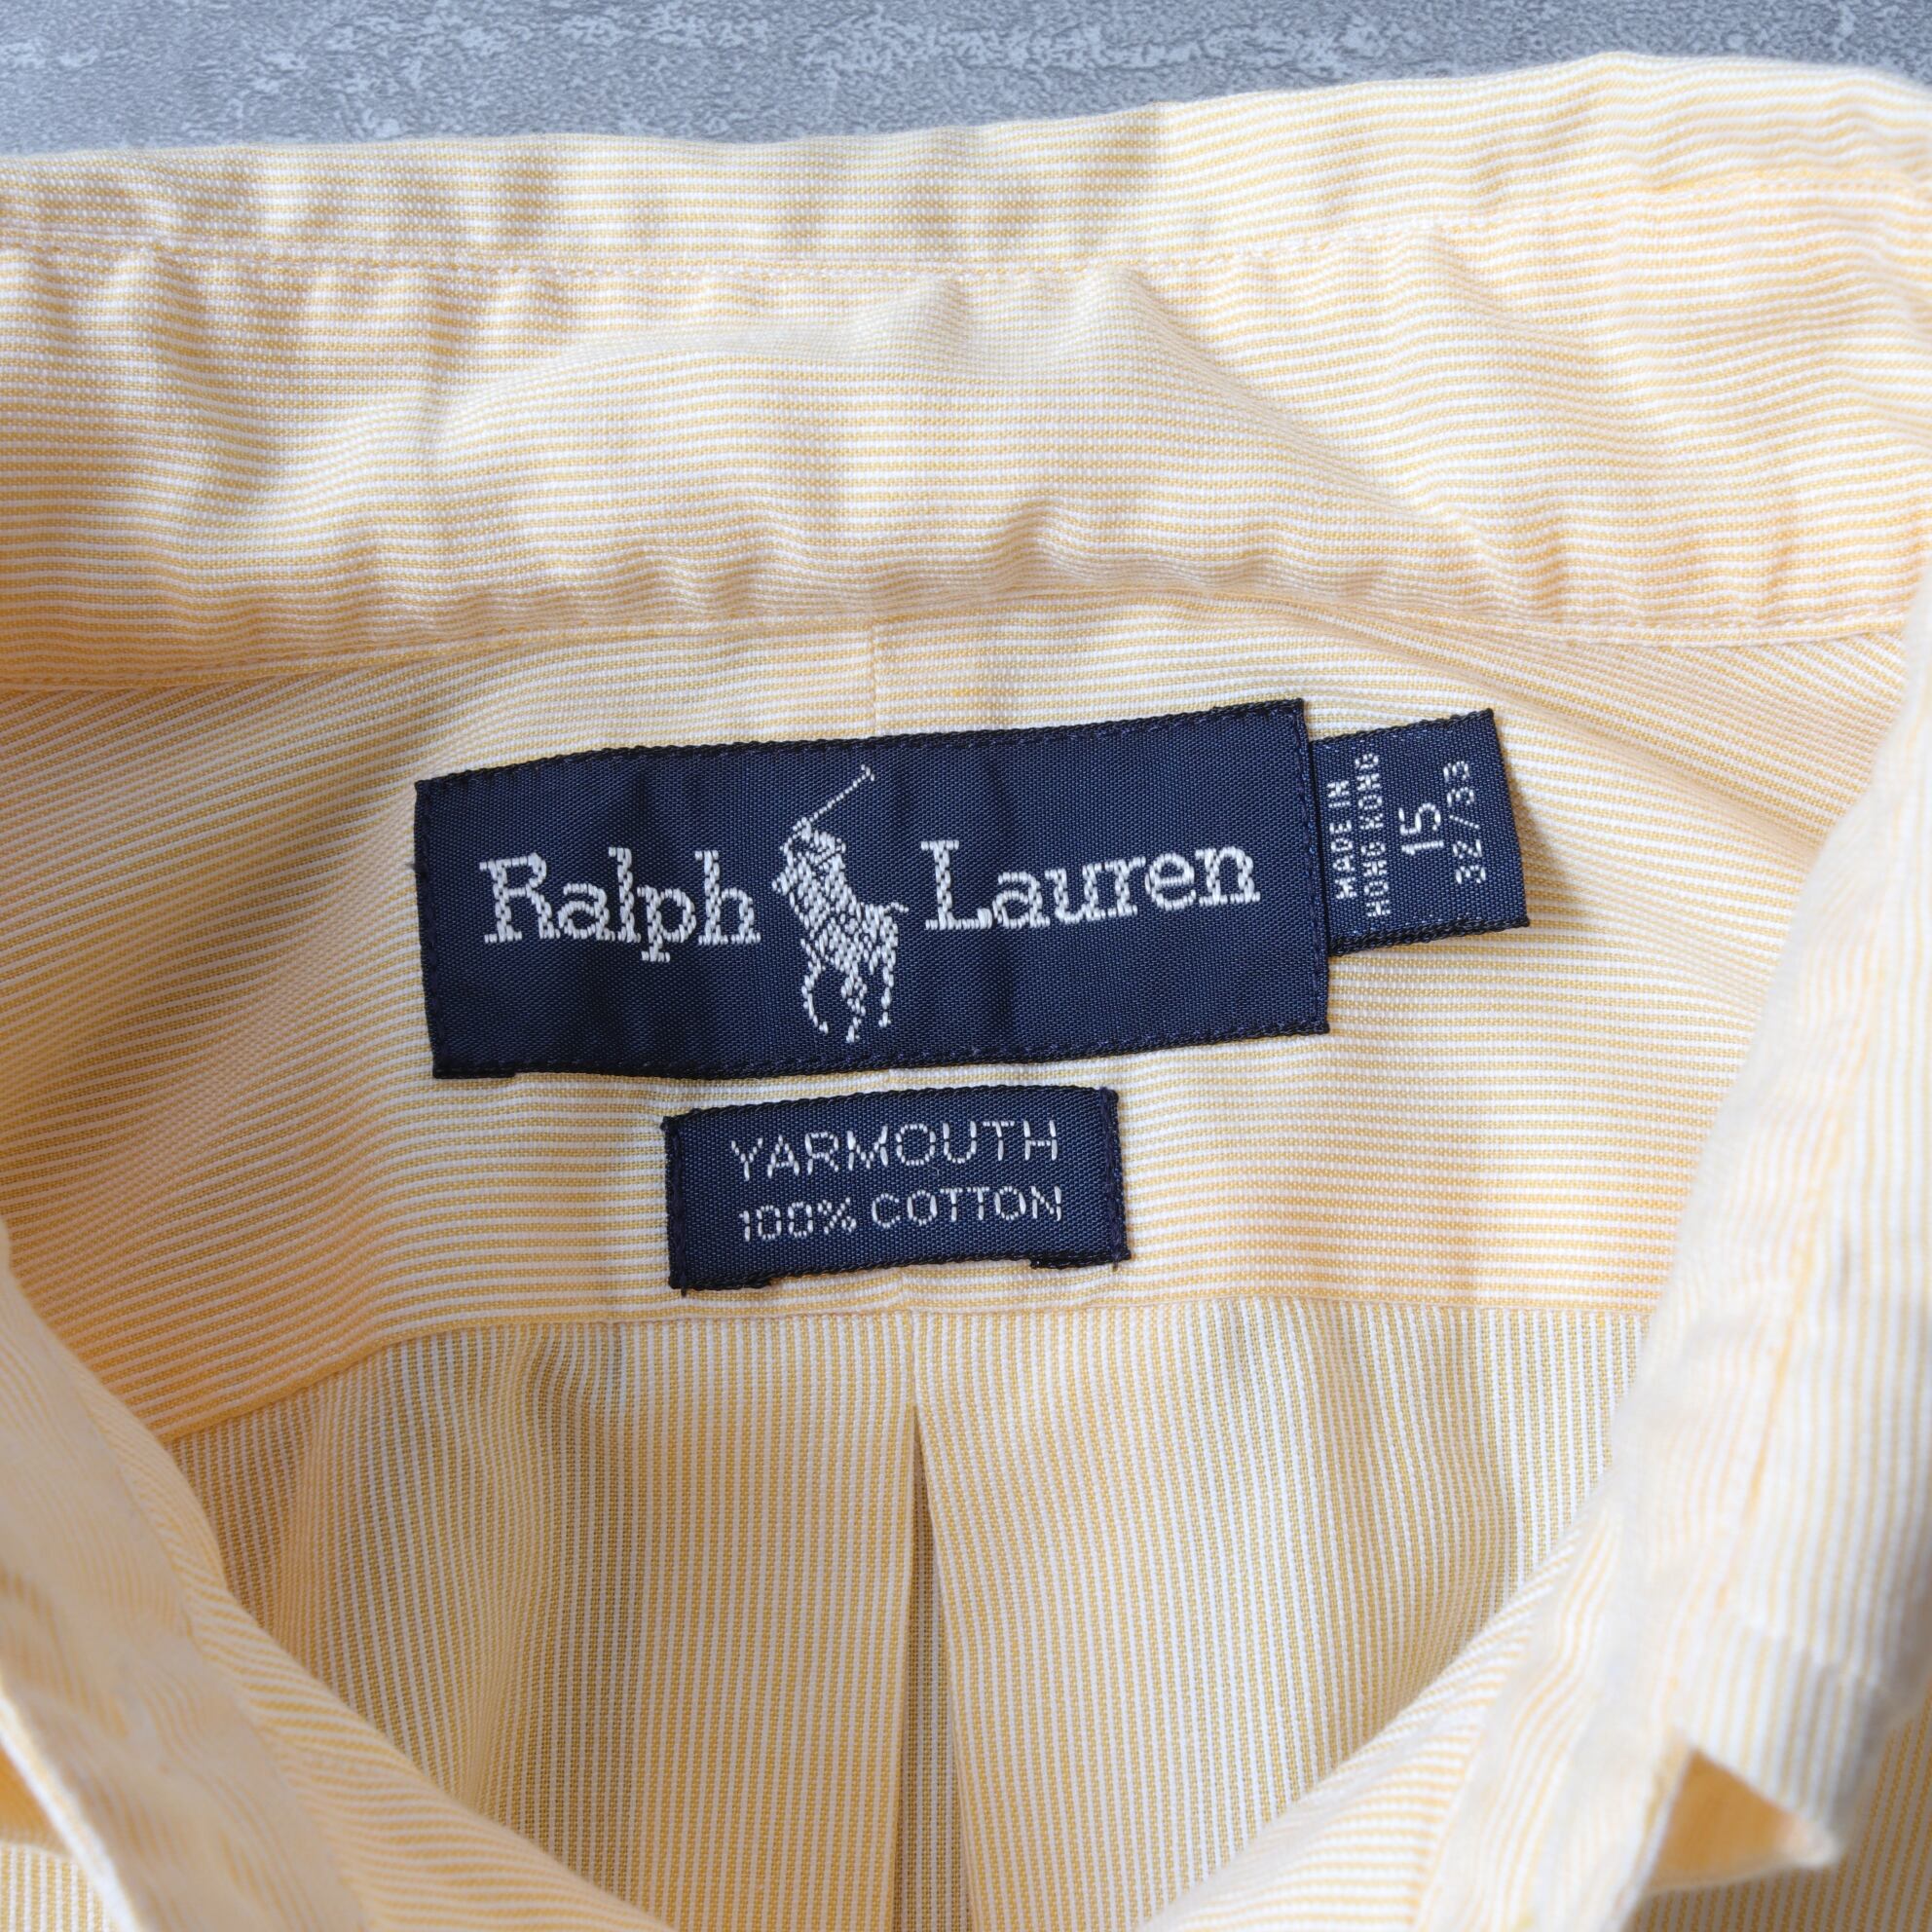 Ralph Lauren
MADE IN
HONG KONG
15
32/33
YARMOUTH
100% COTTON